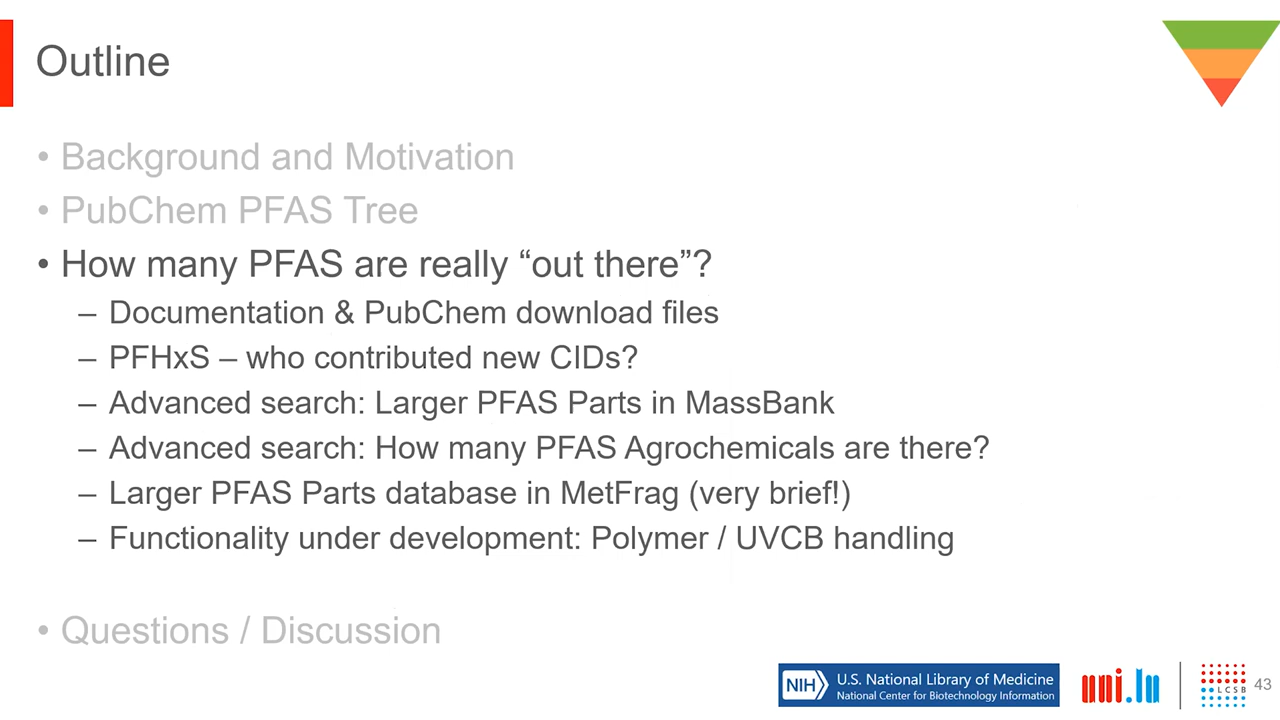 Outline
• Background and Motivation
• PubChem PFAS Tree
• How many PFAS are really “out there”?
– Documentation & PubChem download files
– PFHxS – who contributed new CIDs?
– Advanced search: Larger PFAS Parts in MassBank
– Advanced search: How many PFAS Agrochemicals are there?
– Larger PFAS Parts database in MetFrag (very brief!)
– Functionality under development: Polymer / UVCB handling
• Questions / Discussion
NIH U.S. National Library of Medicine
National Center for Biotechnology Information
uni.lu
LCSB
43